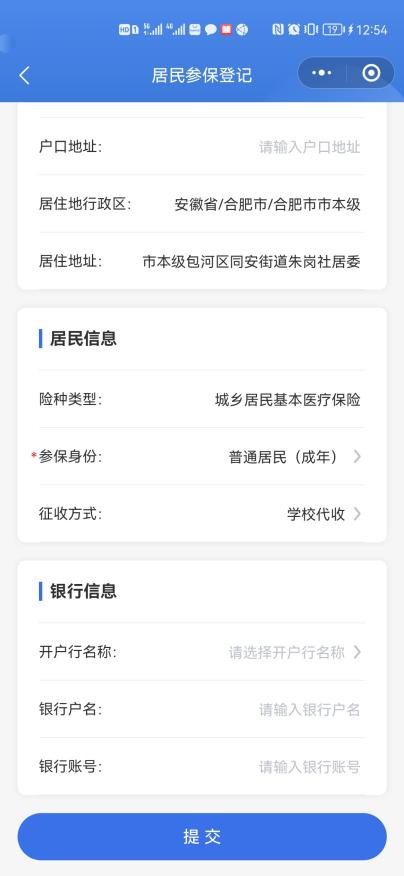 HD 1 5G 4G 19 12:54
居民参保登记
户口地址: 请输入户口地址
居住地行政区: 安徽省/合肥市/合肥市市本级
居住地址: 市本级包河区同安街道朱岗社居委
居民信息
险种类型: 城乡居民基本医疗保险
*参保身份: 普通居民（成年）
征收方式: 学校代收
银行信息
开户行名称: 请选择开户行名称
银行户名: 请输入银行户名
银行账号: 请输入银行账号
提交